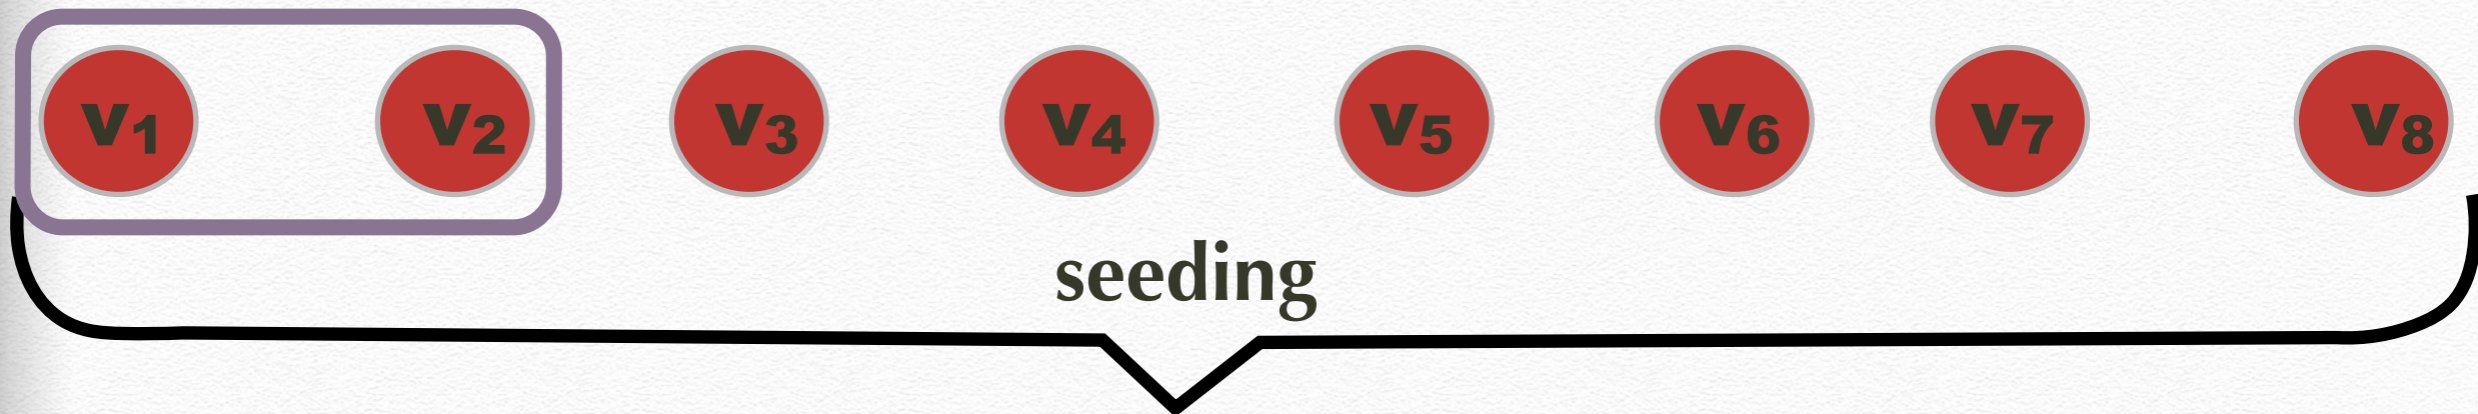 v₁ v₂ v₃ v₄ v₅ v₆ v₇ v₈
seeding